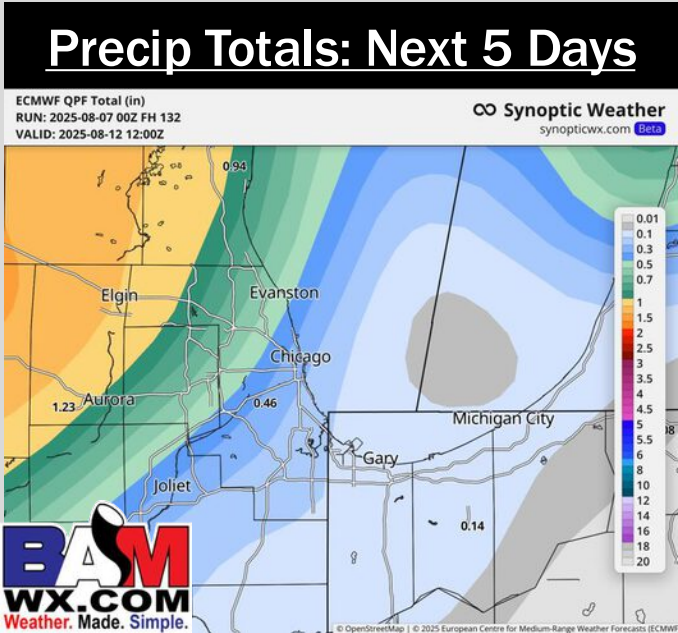 Precip Totals: Next 5 Days
ECMWF QPF Total (in)
RUN: 2025-08-07 00Z FH 132
VALID: 2025-08-12 12:00Z
Synoptic Weather
synopticwx.com Beta
0.94
Elgin
Evanston
Chicago
1.23
Aurora
0.46
Michigan City
Gary
Joliet
0.14
0.01
0.1
0.3
0.5
0.7
1
1.5
2
2.5
3
3.5
4
4.5
5
5.5
6
8
10
12
14
16
18
20
BAM
WX.COM
Weather. Made. Simple.
© OpenStreetMap | © 2025 European Centre for Medium-Range Weather Forecasts (ECMWF